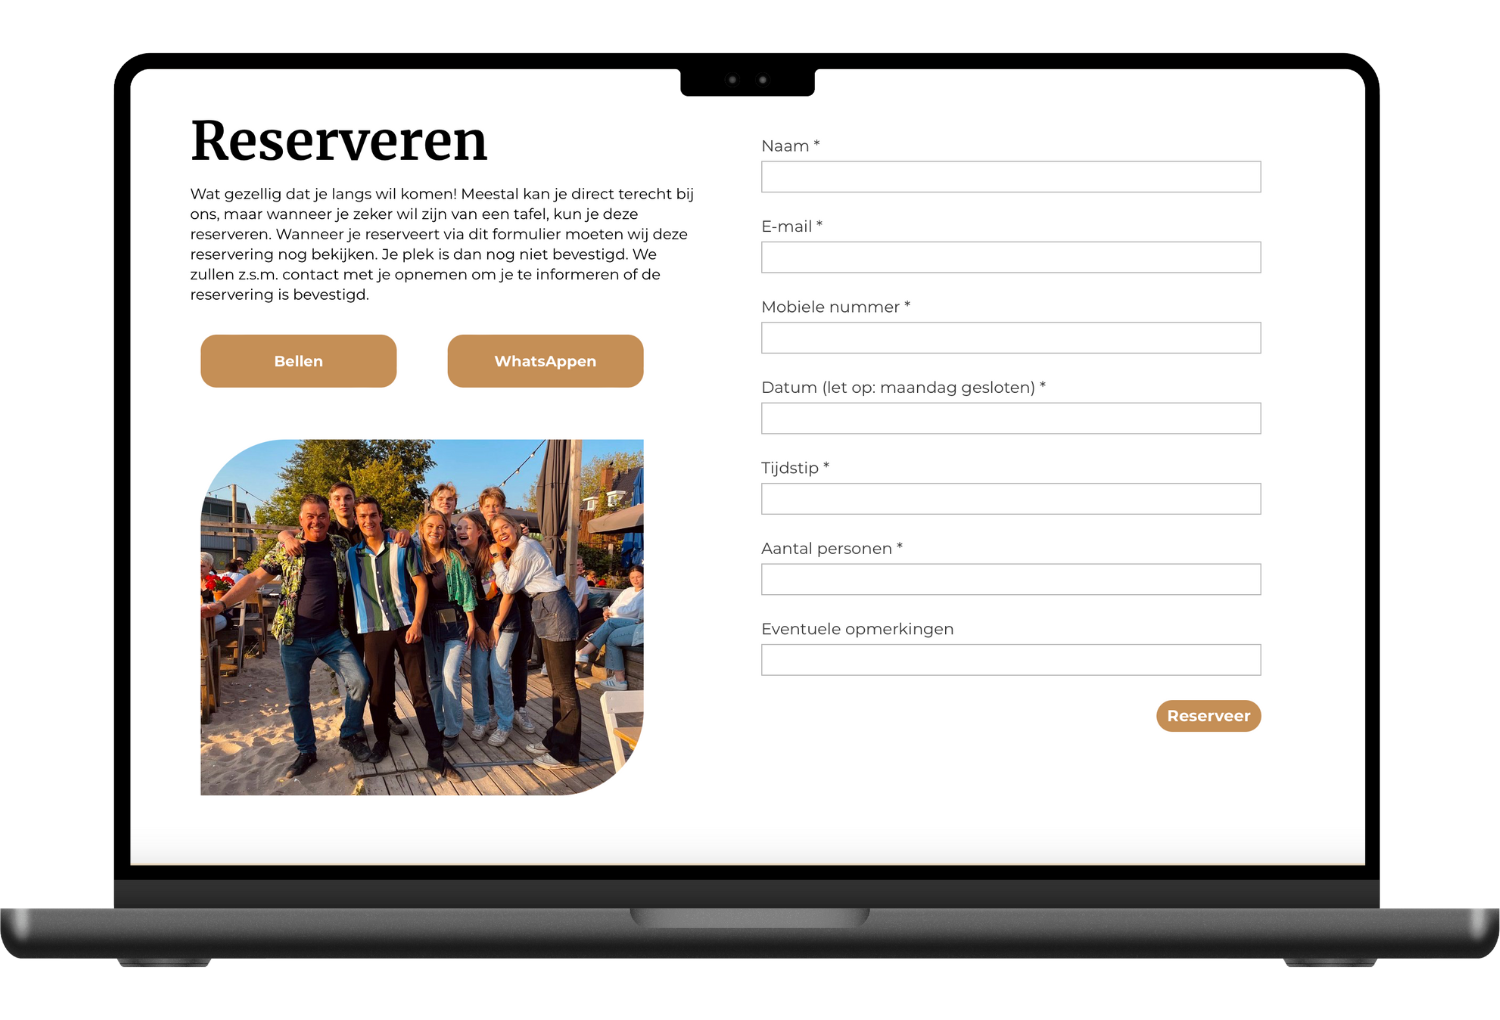 Reserveren
Wat gezellig dat je langs wil komen! Meestal kan je direct terecht bij
ons, maar wanneer je zeker wil zijn van een tafel, kun je deze
reserveren. Wanneer je reserveert via dit formulier moeten wij deze
reservering nog bekijken. Je plek is dan nog niet bevestigd. We
zullen z.s.m. contact met je opnemen om je te informeren of de
reservering is bevestigd.
Bellen
WhatsAppen
Naam *
E-mail *
Mobiele nummer *
Datum (let op: maandag gesloten) *
Tijdstip *
Aantal personen *
Eventuele opmerkingen
Reserveer